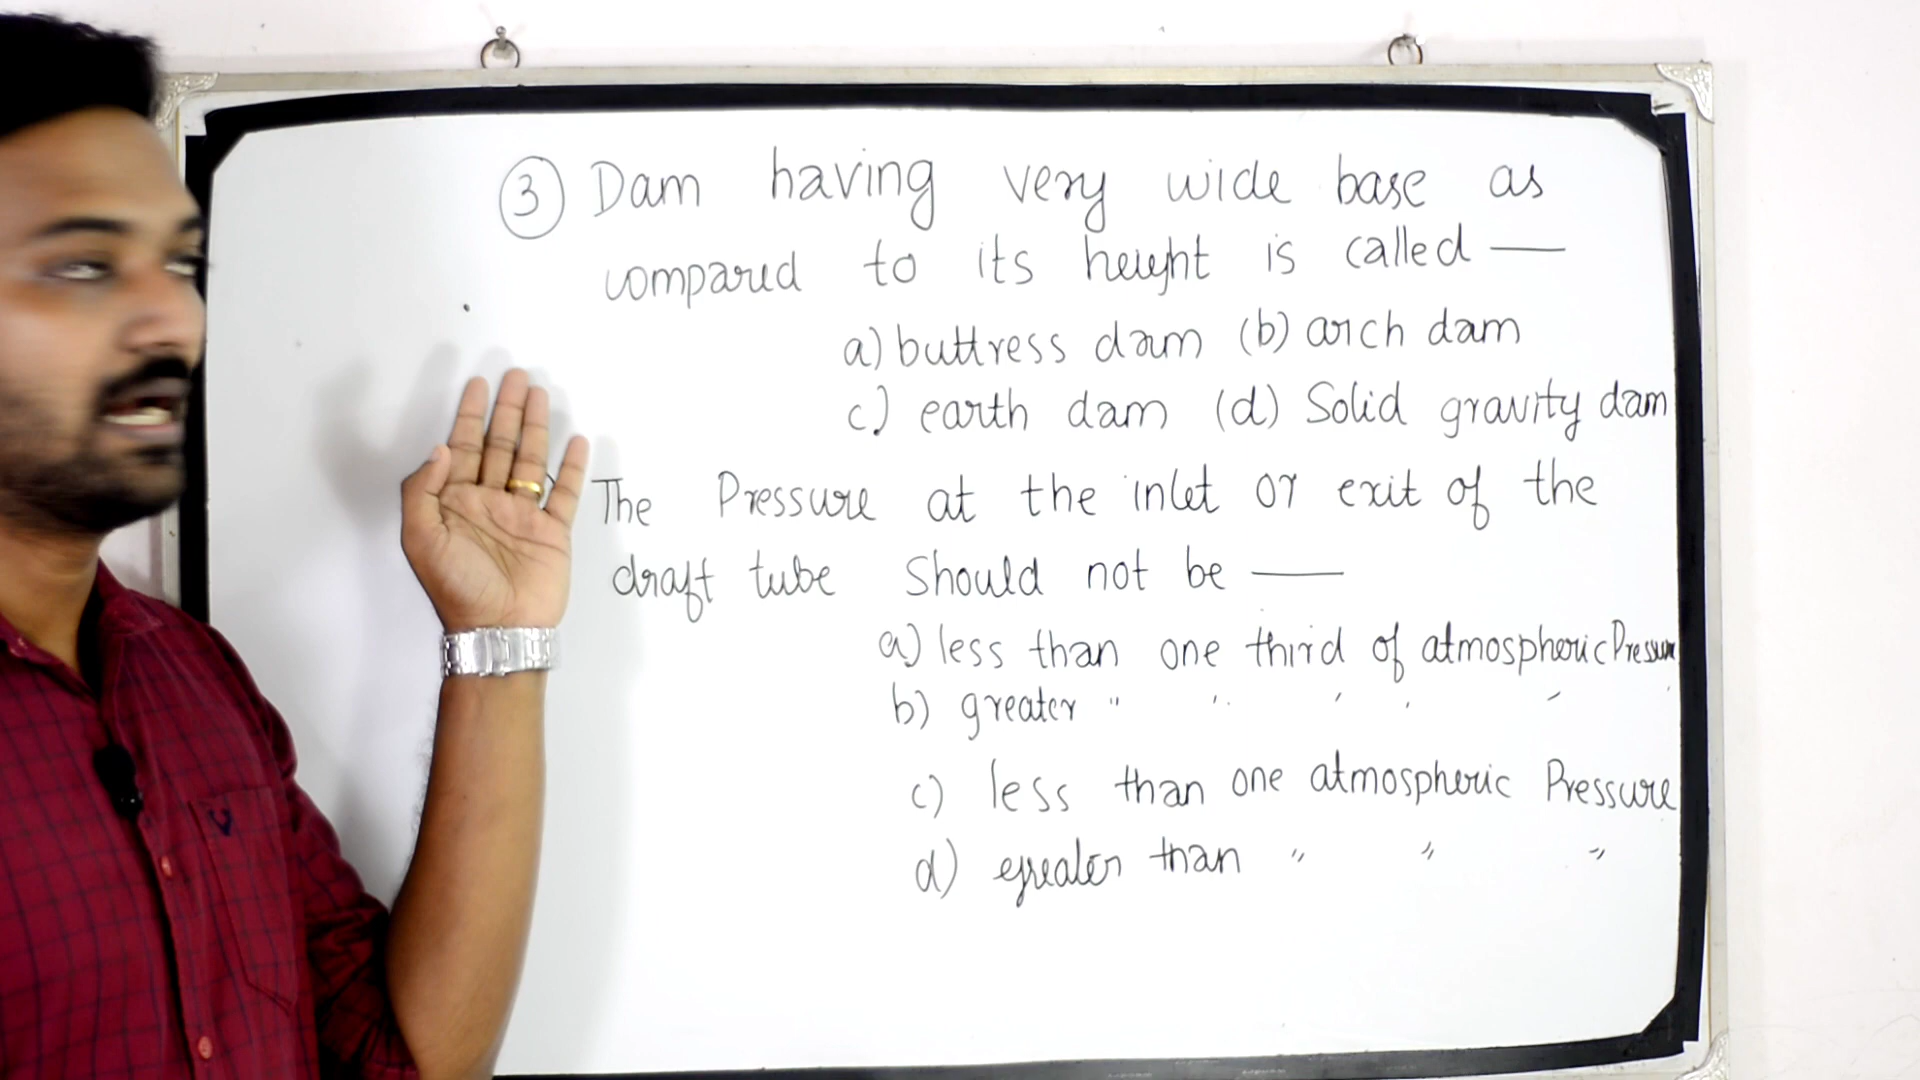 3 Dam having very wide base as
compared to its height is called —
a) buttress dam (b) arch dam
c) earth dam (d) Solid gravity dam
The Pressure at the inlet or exit of the
draft tube Should not be —
a) less than one third of atmospheric Pressure
b) greater " " " " " "
c) less than one atmospheric Pressure
d) greater than " " "